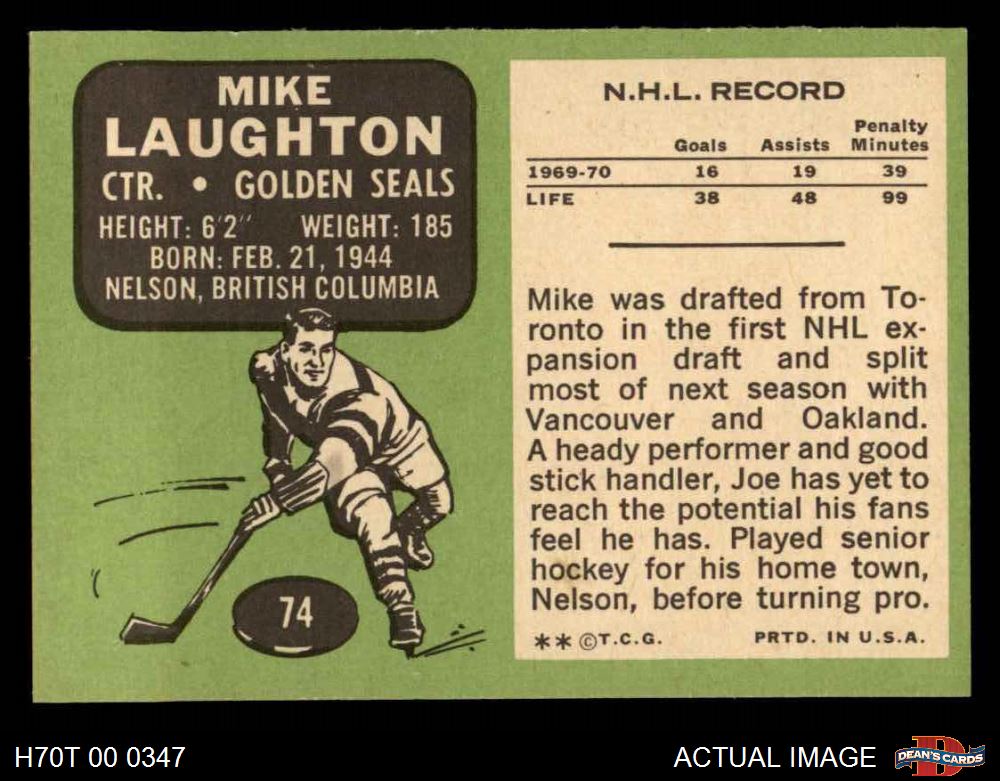 MIKE
LAUGHTON
CTR. • GOLDEN SEALS
HEIGHT: 6'2" WEIGHT: 185
BORN: FEB. 21, 1944
NELSON, BRITISH COLUMBIA
74
N.H.L. RECORD
Goals Assists Penalty Minutes
1969-70 16 19 39
LIFE 38 48 99
Mike was drafted from To-
ronto in the first NHL ex-
pansion draft and split
most of next season with
Vancouver and Oakland.
A heady performer and good
stick handler, Joe has yet to
reach the potential his fans
feel he has. Played senior
hockey for his home town,
Nelson, before turning pro.
** ©T.C.G. PRTD. IN U.S.A.
H70T 00 0347
ACTUAL IMAGE
D
DEAN'S CARDS